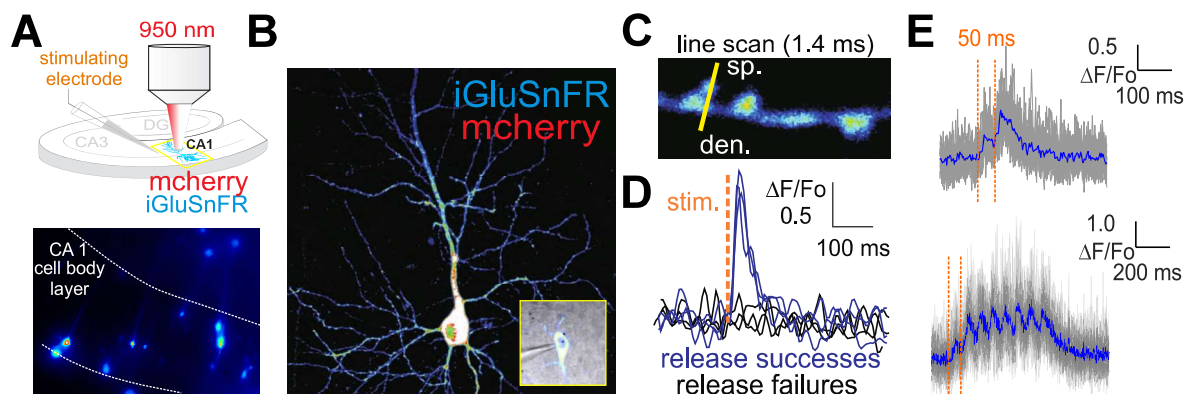 A
950 nm
stimulating
electrode
DG
CA3
CA1
mcherry
iGluSnFR
CA 1
cell body
layer
B
iGluSnFR
mcherry
C
line scan (1.4 ms)
sp.
den.
D
stim.
ΔF/Fo
0.5
100 ms
release successes
release failures
E
50 ms
0.5
ΔF/Fo
100 ms
1.0
ΔF/Fo
200 ms